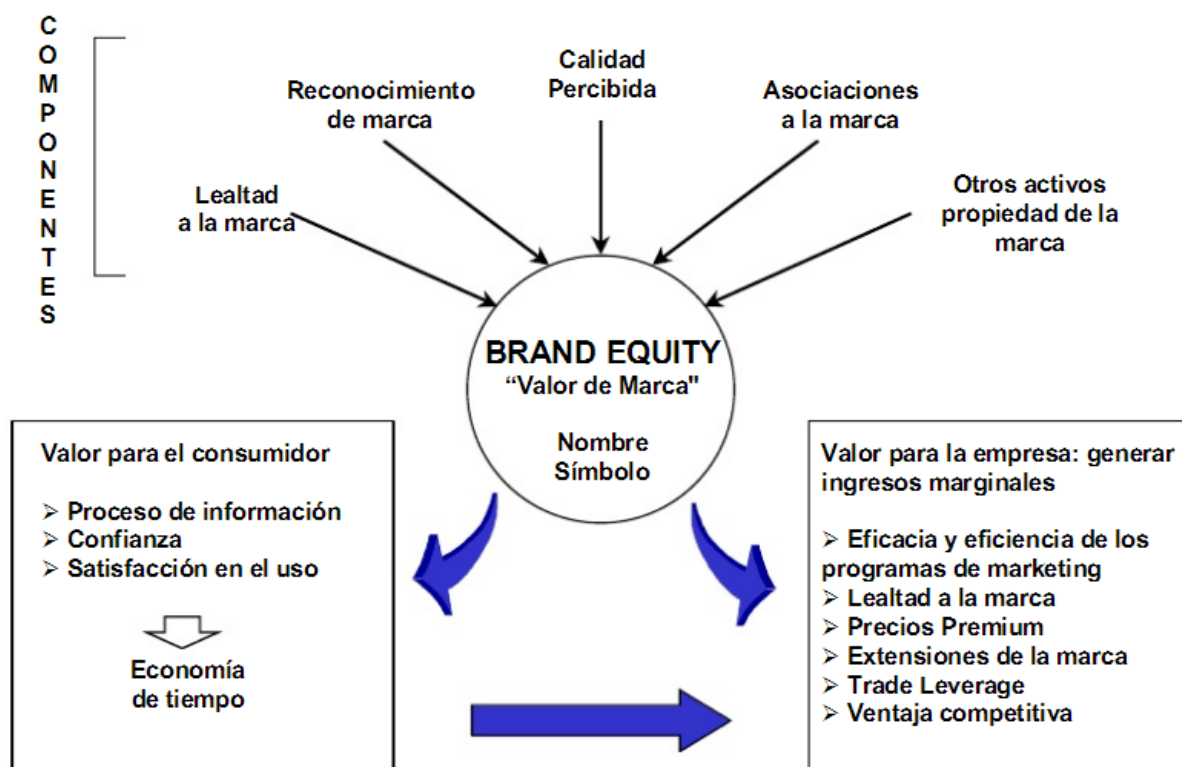 COMPONENTES
Calidad
Percibida
Reconocimiento
de marca
Asociaciones
a la marca
Lealtad
a la marca
Otros activos
propiedad de la
marca
BRAND EQUITY
“Valor de Marca"
Nombre
Símbolo
Valor para el consumidor
➢ Proceso de información
➢ Confianza
➢ Satisfacción en el uso
Economía
de tiempo
Valor para la empresa: generar
ingresos marginales
➢ Eficacia y eficiencia de los
programas de marketing
➢ Lealtad a la marca
➢ Precios Premium
➢ Extensiones de la marca
➢ Trade Leverage
➢ Ventaja competitiva